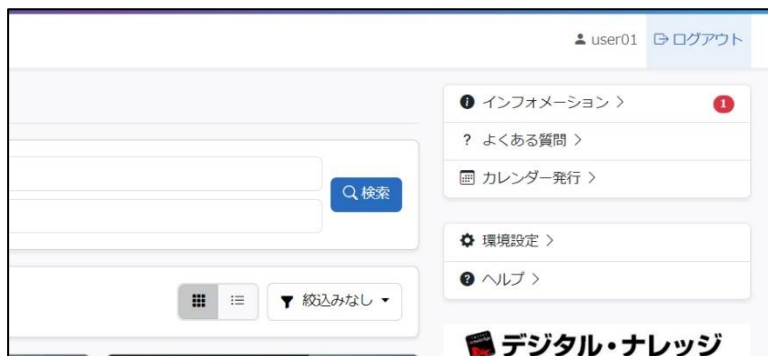 user01 ログアウト
インフォメーション 1
? よくある質問
カレンダー発行
検索
環境設定
ヘルプ
絞込みなし
デジタル・ナレッジ